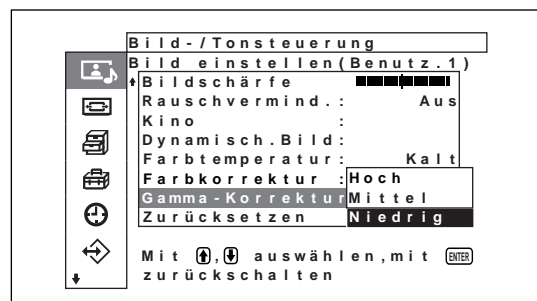 Bild-/Tonsteuerung
Bild einstellen(Benutz.1)
Bildschärfe
Rauschvermind.: Aus
Kino :
Dynamisch.Bild:
Farbtemperatur: Kalt
Farbkorrektur :Hoch
Gamma-Korrektur Mittel
Zurücksetzen Niedrig
Mit ,  auswählen,mit ENTER
zurückschalten